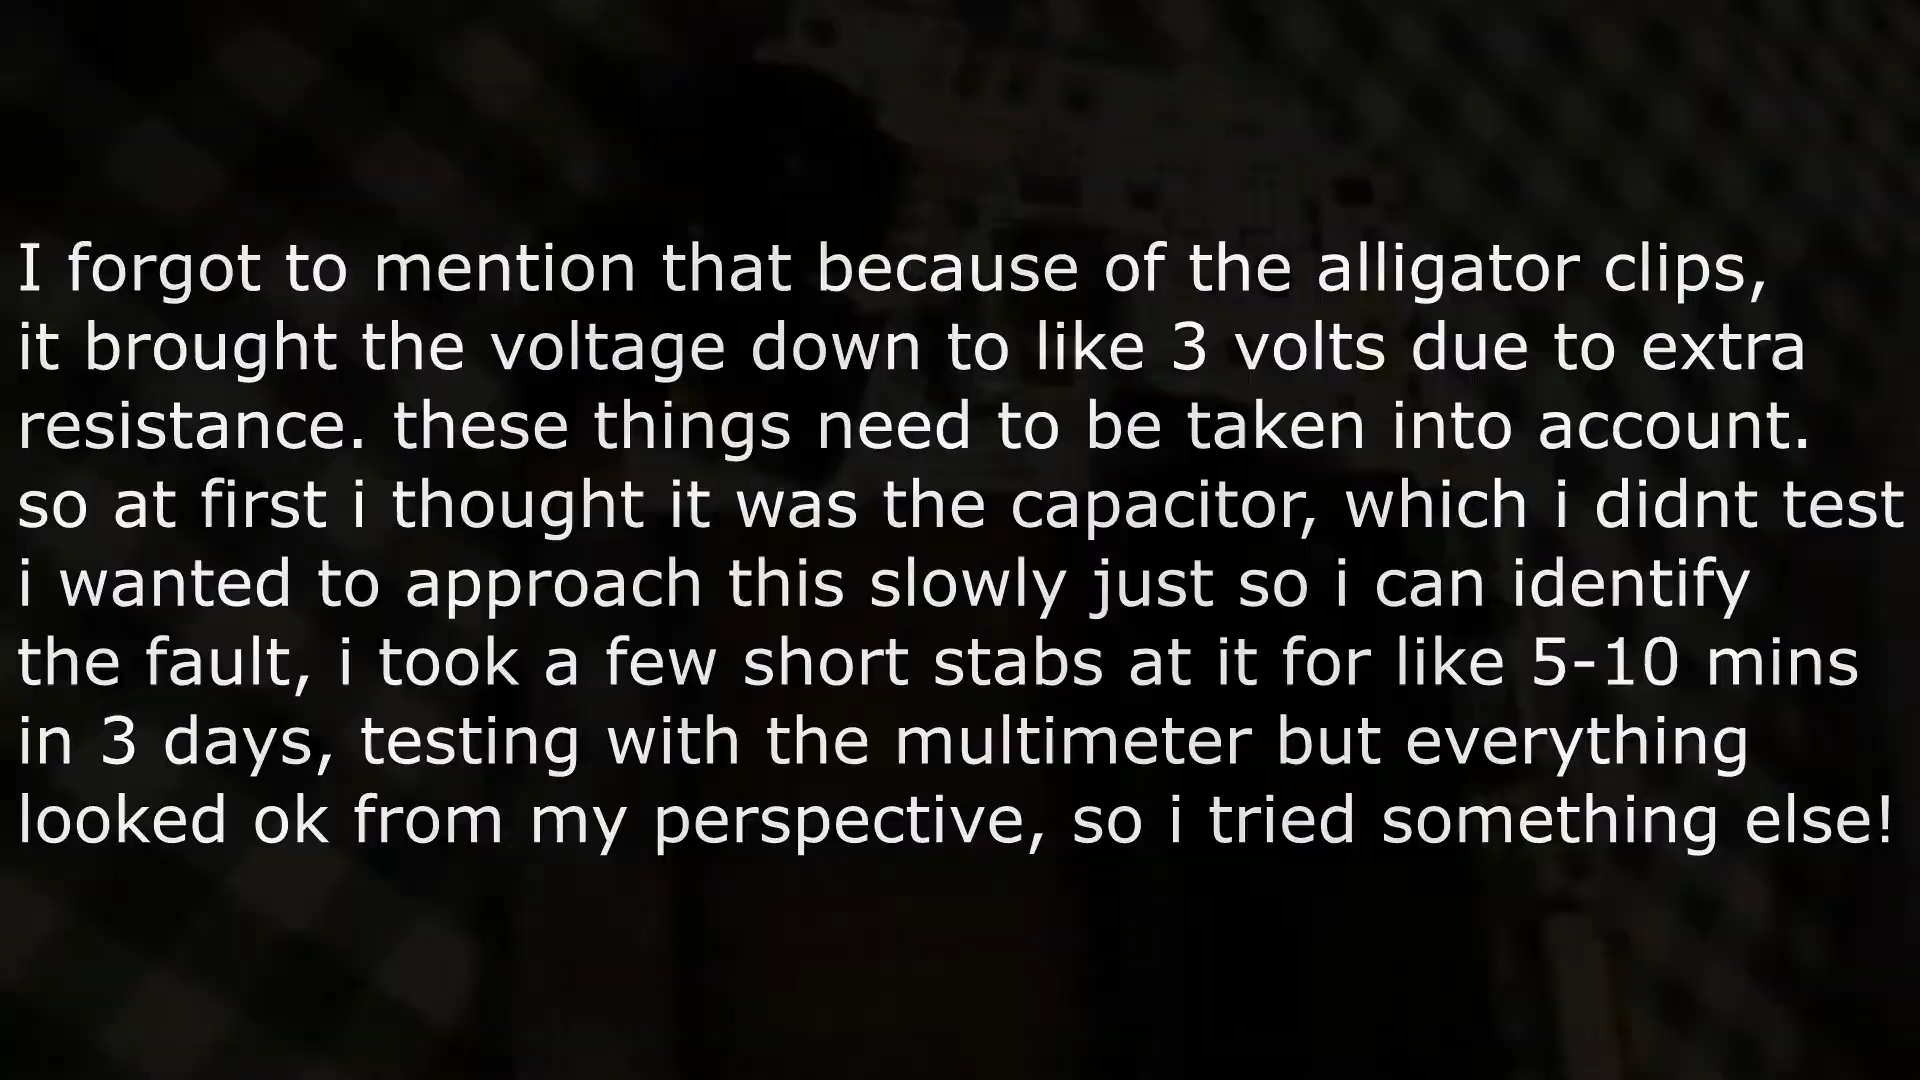 I forgot to mention that because of the alligator clips,
it brought the voltage down to like 3 volts due to extra
resistance. these things need to be taken into account.
so at first i thought it was the capacitor, which i didnt test
i wanted to approach this slowly just so i can identify
the fault, i took a few short stabs at it for like 5-10 mins
in 3 days, testing with the multimeter but everything
looked ok from my perspective, so i tried something else!